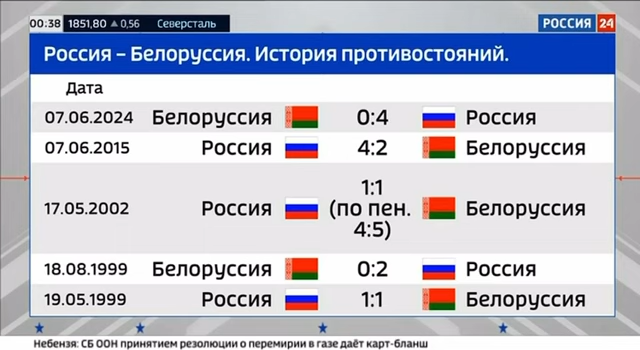 00:38 1851,80 ▲ 0,56 Северсталь РОССИЯ 24
Россия – Белоруссия. История противостояний.
Дата
07.06.2024 Белоруссия 0:4 Россия
07.06.2015 Россия 4:2 Белоруссия
17.05.2002 Россия 1:1 (по пен. 4:5) Белоруссия
18.08.1999 Белоруссия 0:2 Россия
19.05.1999 Россия 1:1 Белоруссия
Небензя: СБ ООН принятием резолюции о перемирии в газе даёт карт-бланш